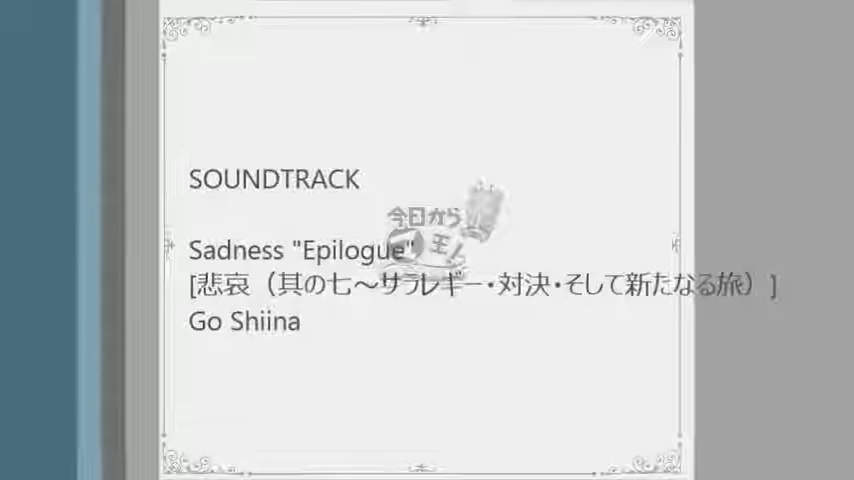 SOUNDTRACK
今日から
王！
Sadness "Epilogue"
[悲哀（其の七～サラレギー・対決・そして新たなる旅）]
Go Shiina